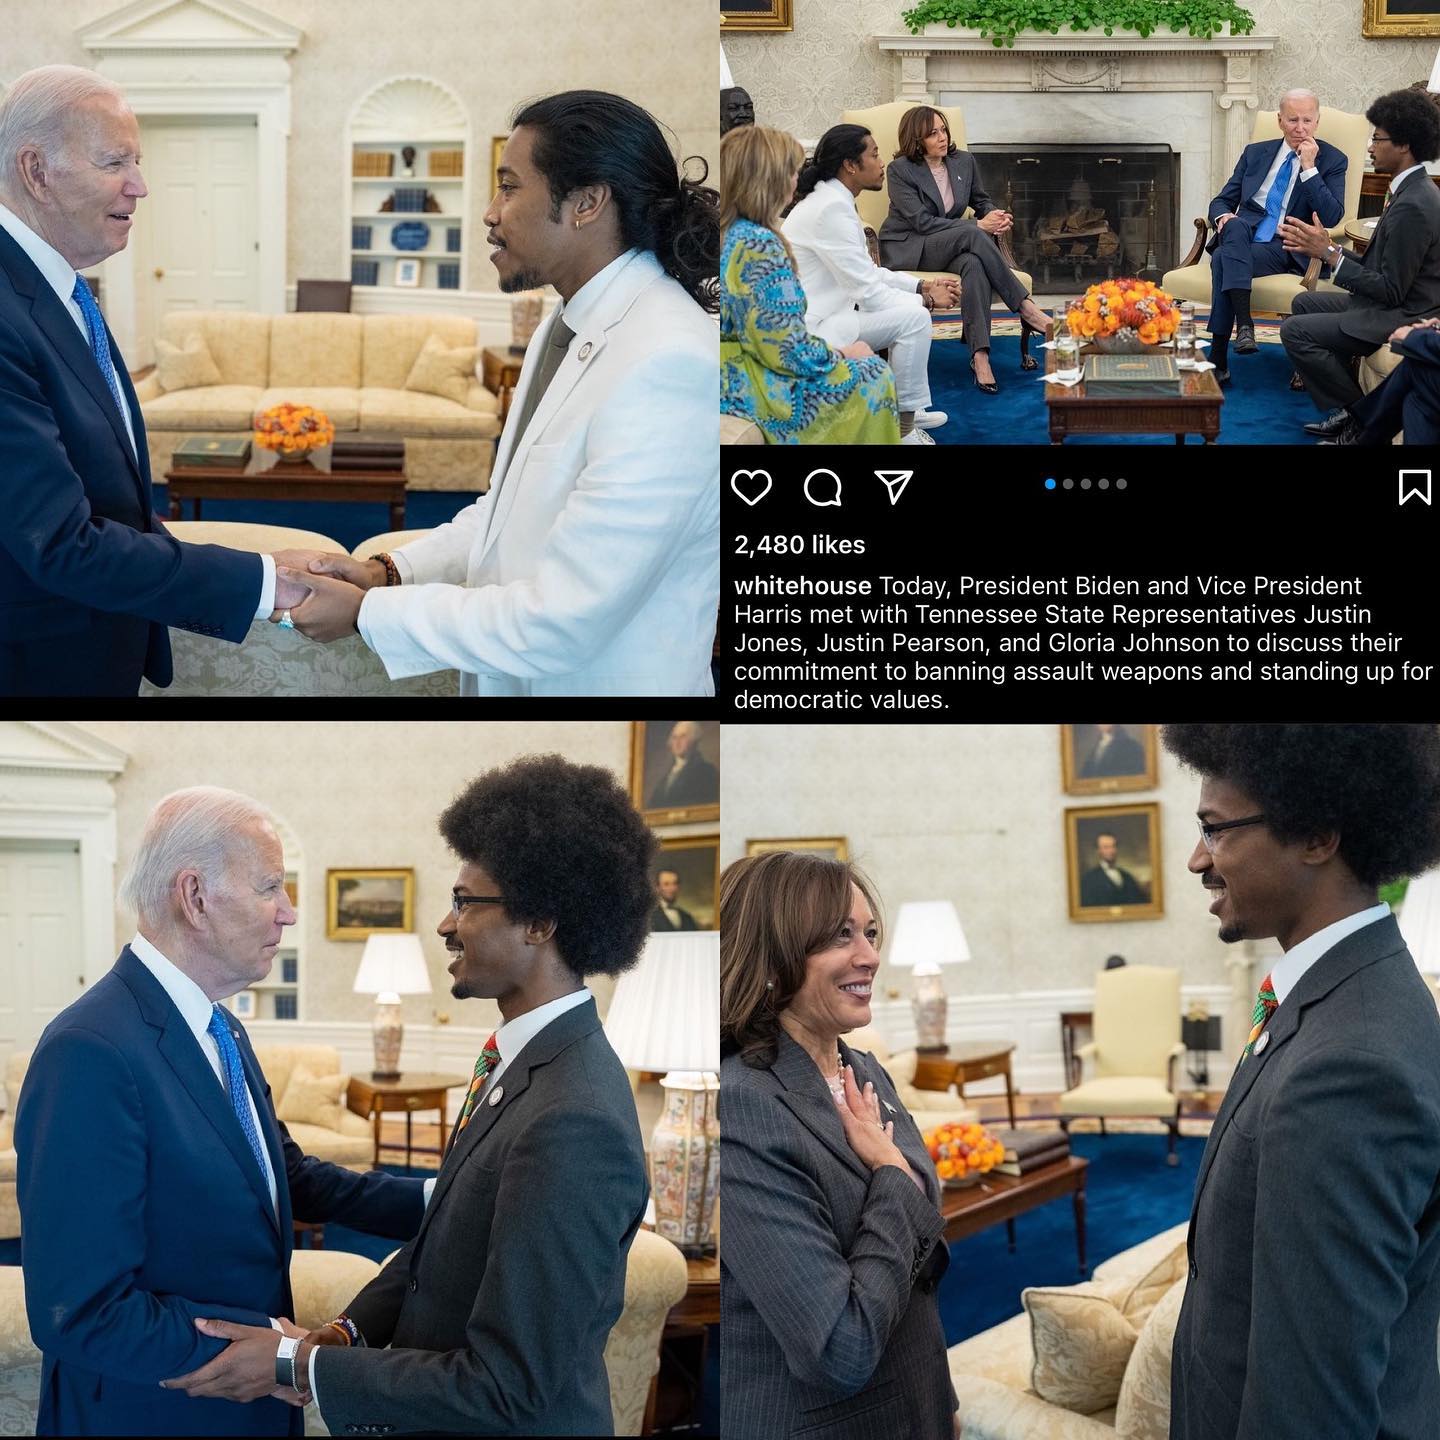 2,480 likes
whitehouse Today, President Biden and Vice President
Harris met with Tennessee State Representatives Justin
Jones, Justin Pearson, and Gloria Johnson to discuss their
commitment to banning assault weapons and standing up for
democratic values.